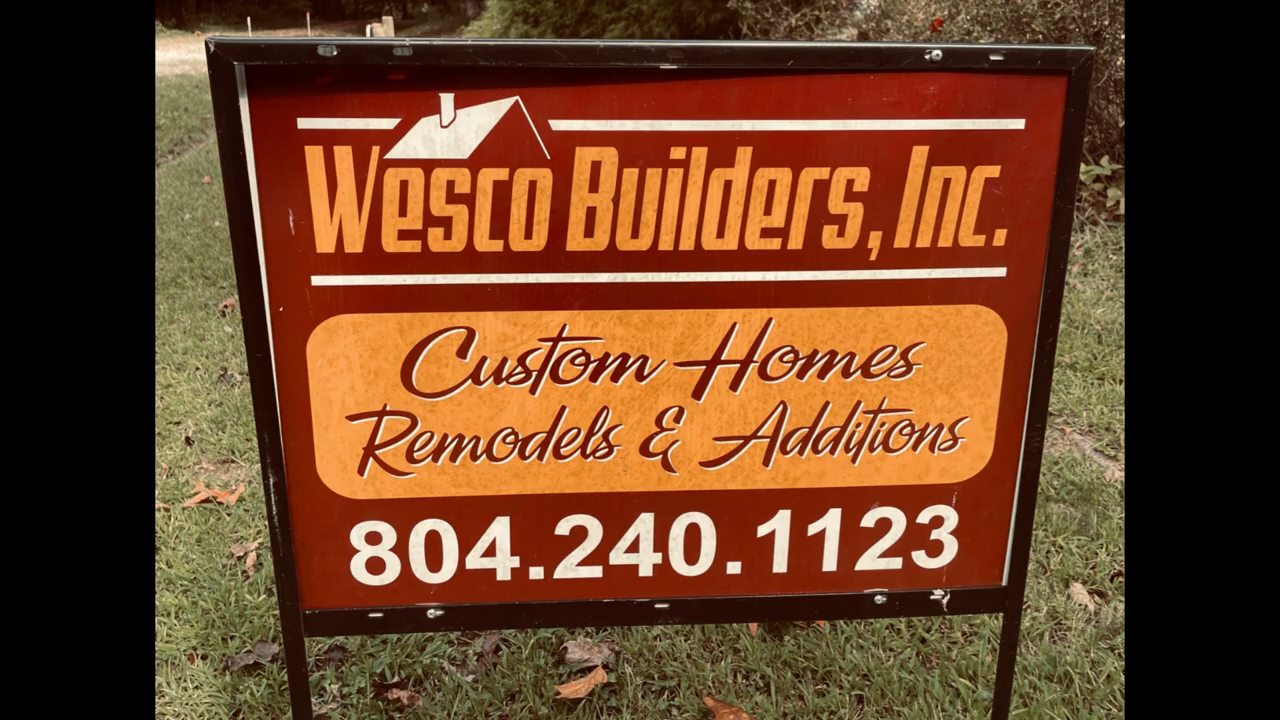 Wesco Builders, Inc.
Custom Homes
Remodels & Additions
804.240.1123